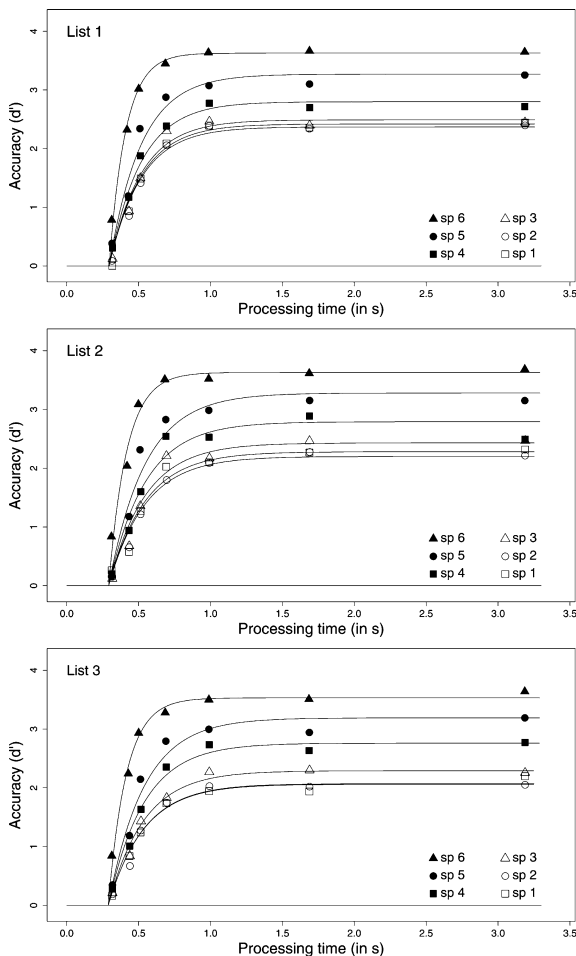 List 1
Accuracy (d')
4
3
2
1
0
▲ sp 6 △ sp 3
● sp 5 ○ sp 2
■ sp 4 □ sp 1
0.0 0.5 1.0 1.5 2.0 2.5 3.0 3.5
Processing time (in s)
List 2
Accuracy (d')
4
3
2
1
0
▲ sp 6 △ sp 3
● sp 5 ○ sp 2
■ sp 4 □ sp 1
0.0 0.5 1.0 1.5 2.0 2.5 3.0 3.5
Processing time (in s)
List 3
Accuracy (d')
4
3
2
1
0
▲ sp 6 △ sp 3
● sp 5 ○ sp 2
■ sp 4 □ sp 1
0.0 0.5 1.0 1.5 2.0 2.5 3.0 3.5
Processing time (in s)